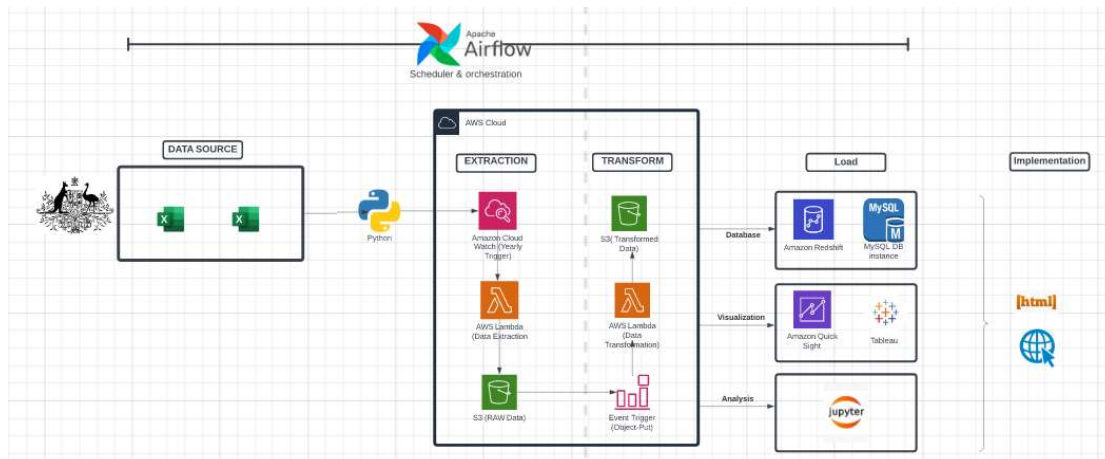 Apache
Airflow
Scheduler & orchestration
AWS Cloud
DATA SOURCE
EXTRACTION
TRANSFORM
Load
Implementation
Python
Amazon Cloud
Watch (Yearly
Trigger)
AWS Lambda
(Data Extraction
S3 (RAW Data)
S3( Transformed
Data)
AWS Lambda
(Data
Transformation)
Event Trigger
(Object-Put)
Database
Visualization
Analysis
Amazon Redshift
MySQL
M
MySQL DB
instance
Amazon Quick
Sight
Tableau
jupyter
[html]
X
X